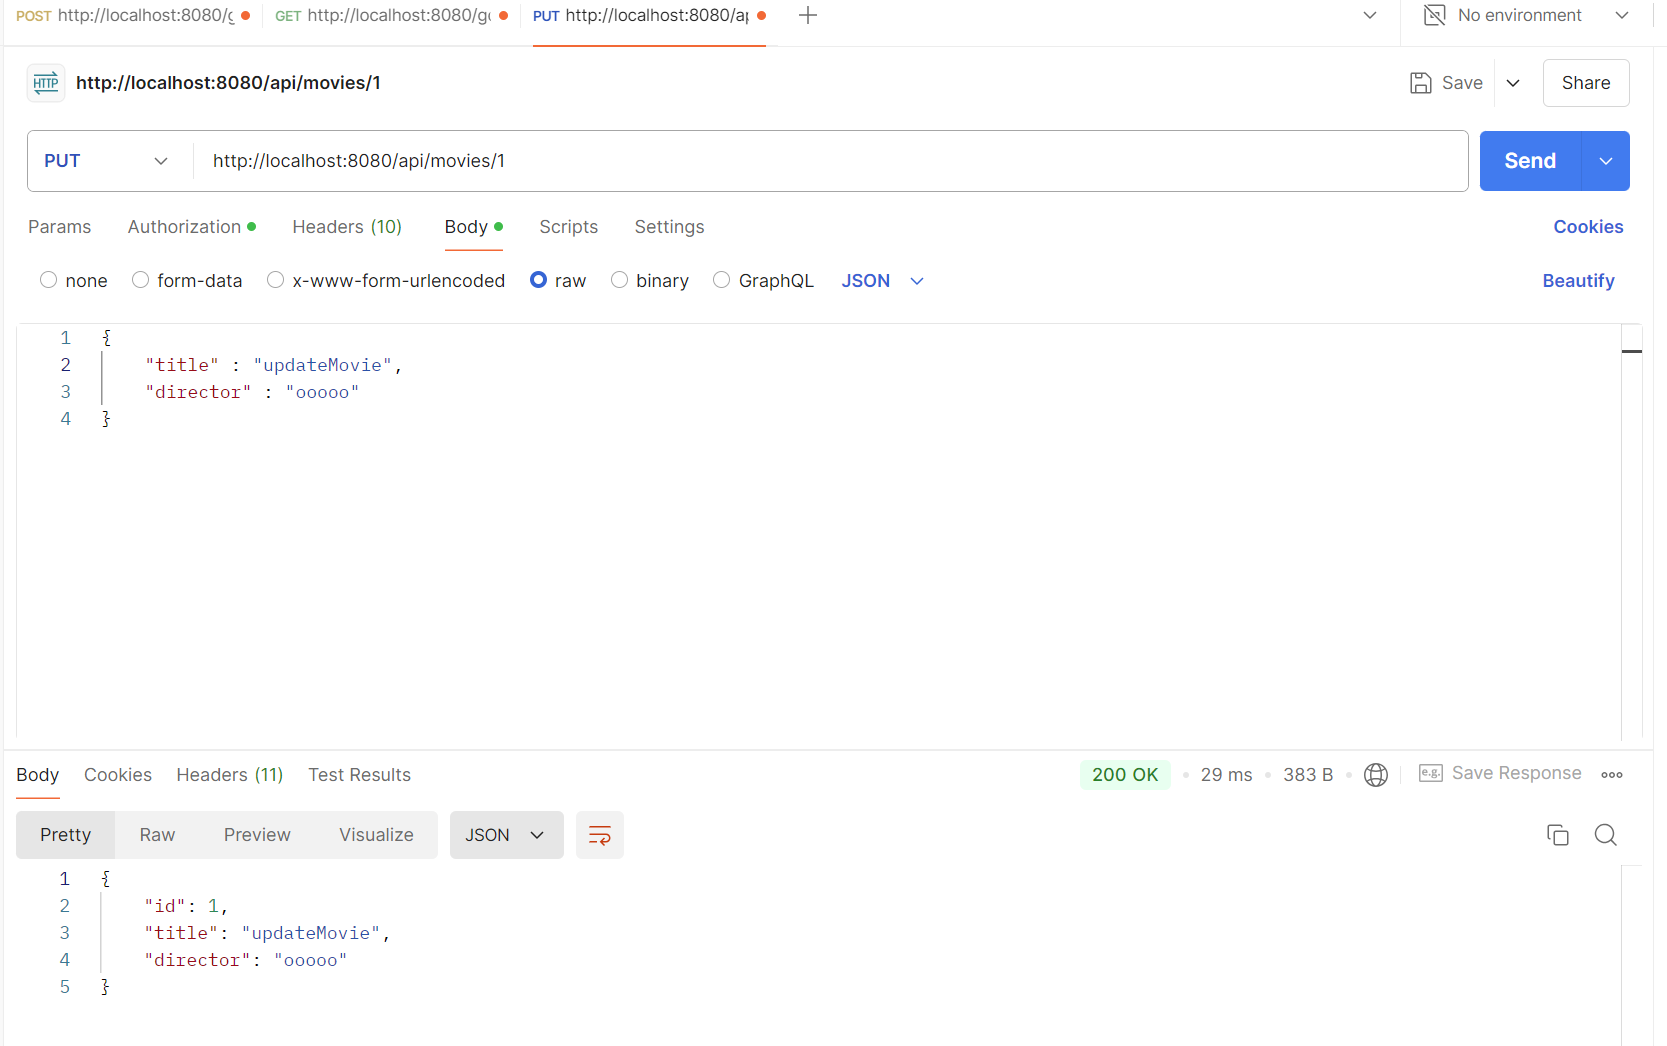 POST http://localhost:8080/g GET http://localhost:8080/go PUT http://localhost:8080/ap No environment
HTTP http://localhost:8080/api/movies/1 Save Share
PUT http://localhost:8080/api/movies/1 Send
Params Authorization Headers (10) Body Scripts Settings Cookies
none form-data x-www-form-urlencoded raw binary GraphQL JSON Beautify
1 {
2 "title" : "updateMovie",
3 "director" : "ooooo"
4 }
Body Cookies Headers (11) Test Results 200 OK 29 ms 383 B e.g. Save Response
Pretty Raw Preview Visualize JSON
1 {
2 "id": 1,
3 "title": "updateMovie",
4 "director": "ooooo"
5 }